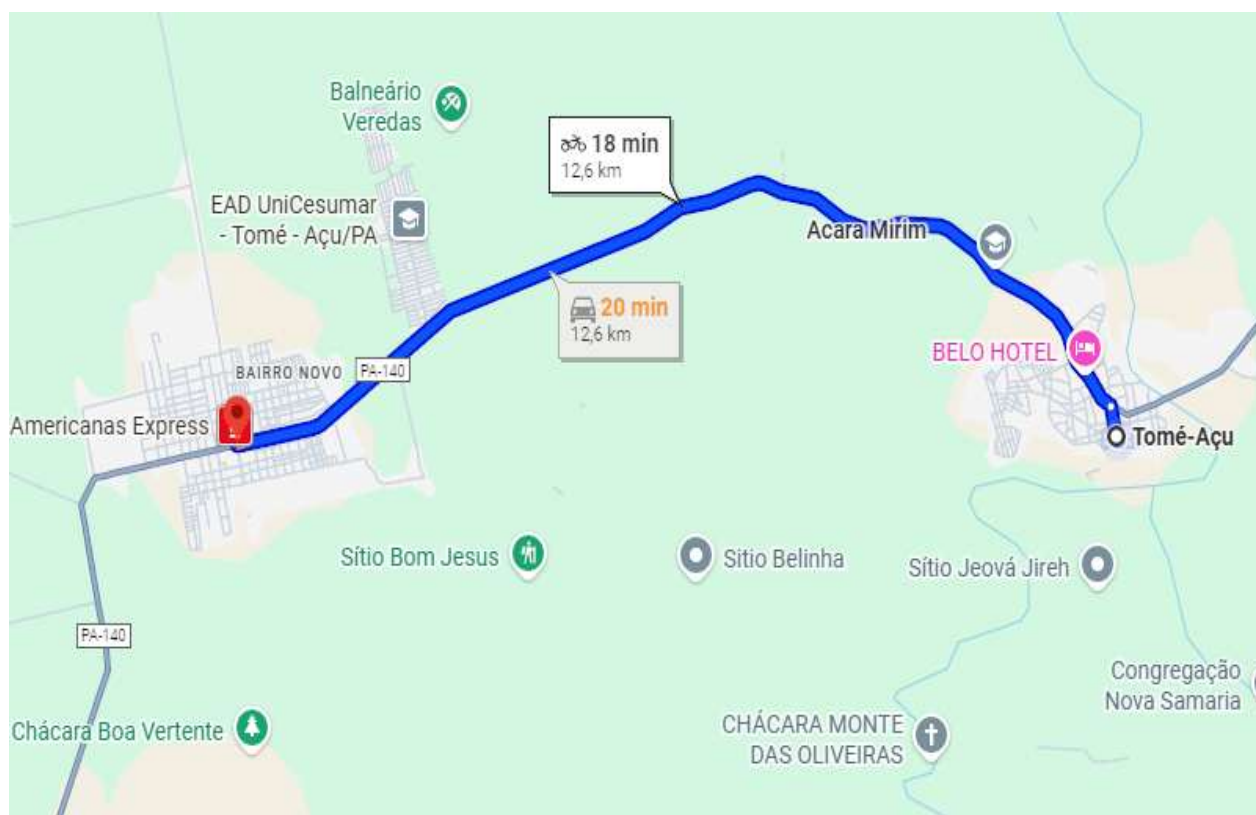 Balneário
Veredas
18 min
12,6 km
EAD UniCesumar
- Tomé - Açu/PA
Acara Mirim
20 min
12,6 km
BELO HOTEL
BAIRRO NOVO
PA-140
Americanas Express
Tomé-Açu
Sítio Bom Jesus
Sitio Belinha
Sítio Jeová Jireh
PA-140
Congregação
Nova Samaria
Chácara Boa Vertente
CHÁCARA MONTE
DAS OLIVEIRAS